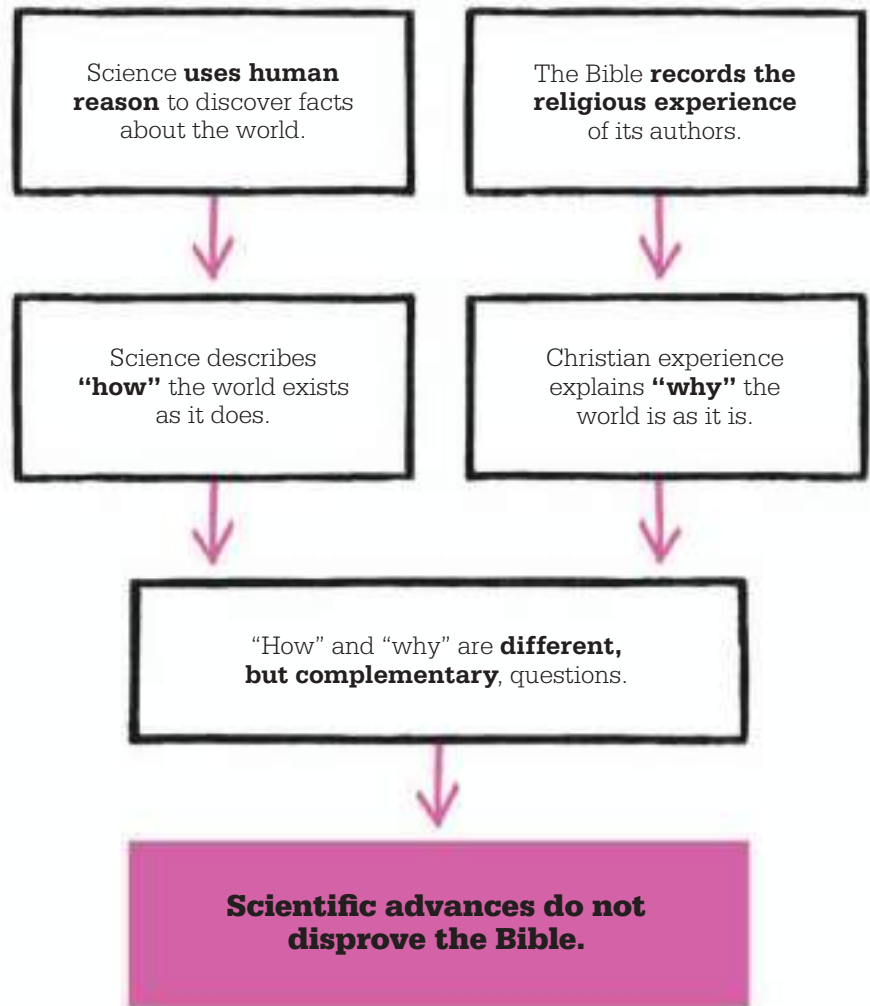 Science uses human
reason to discover facts
about the world.
The Bible records the
religious experience
of its authors.
Science describes
“how” the world exists
as it does.
Christian experience
explains “why” the
world is as it is.
“How” and “why” are different,
but complementary, questions.
Scientific advances do not
disprove the Bible.